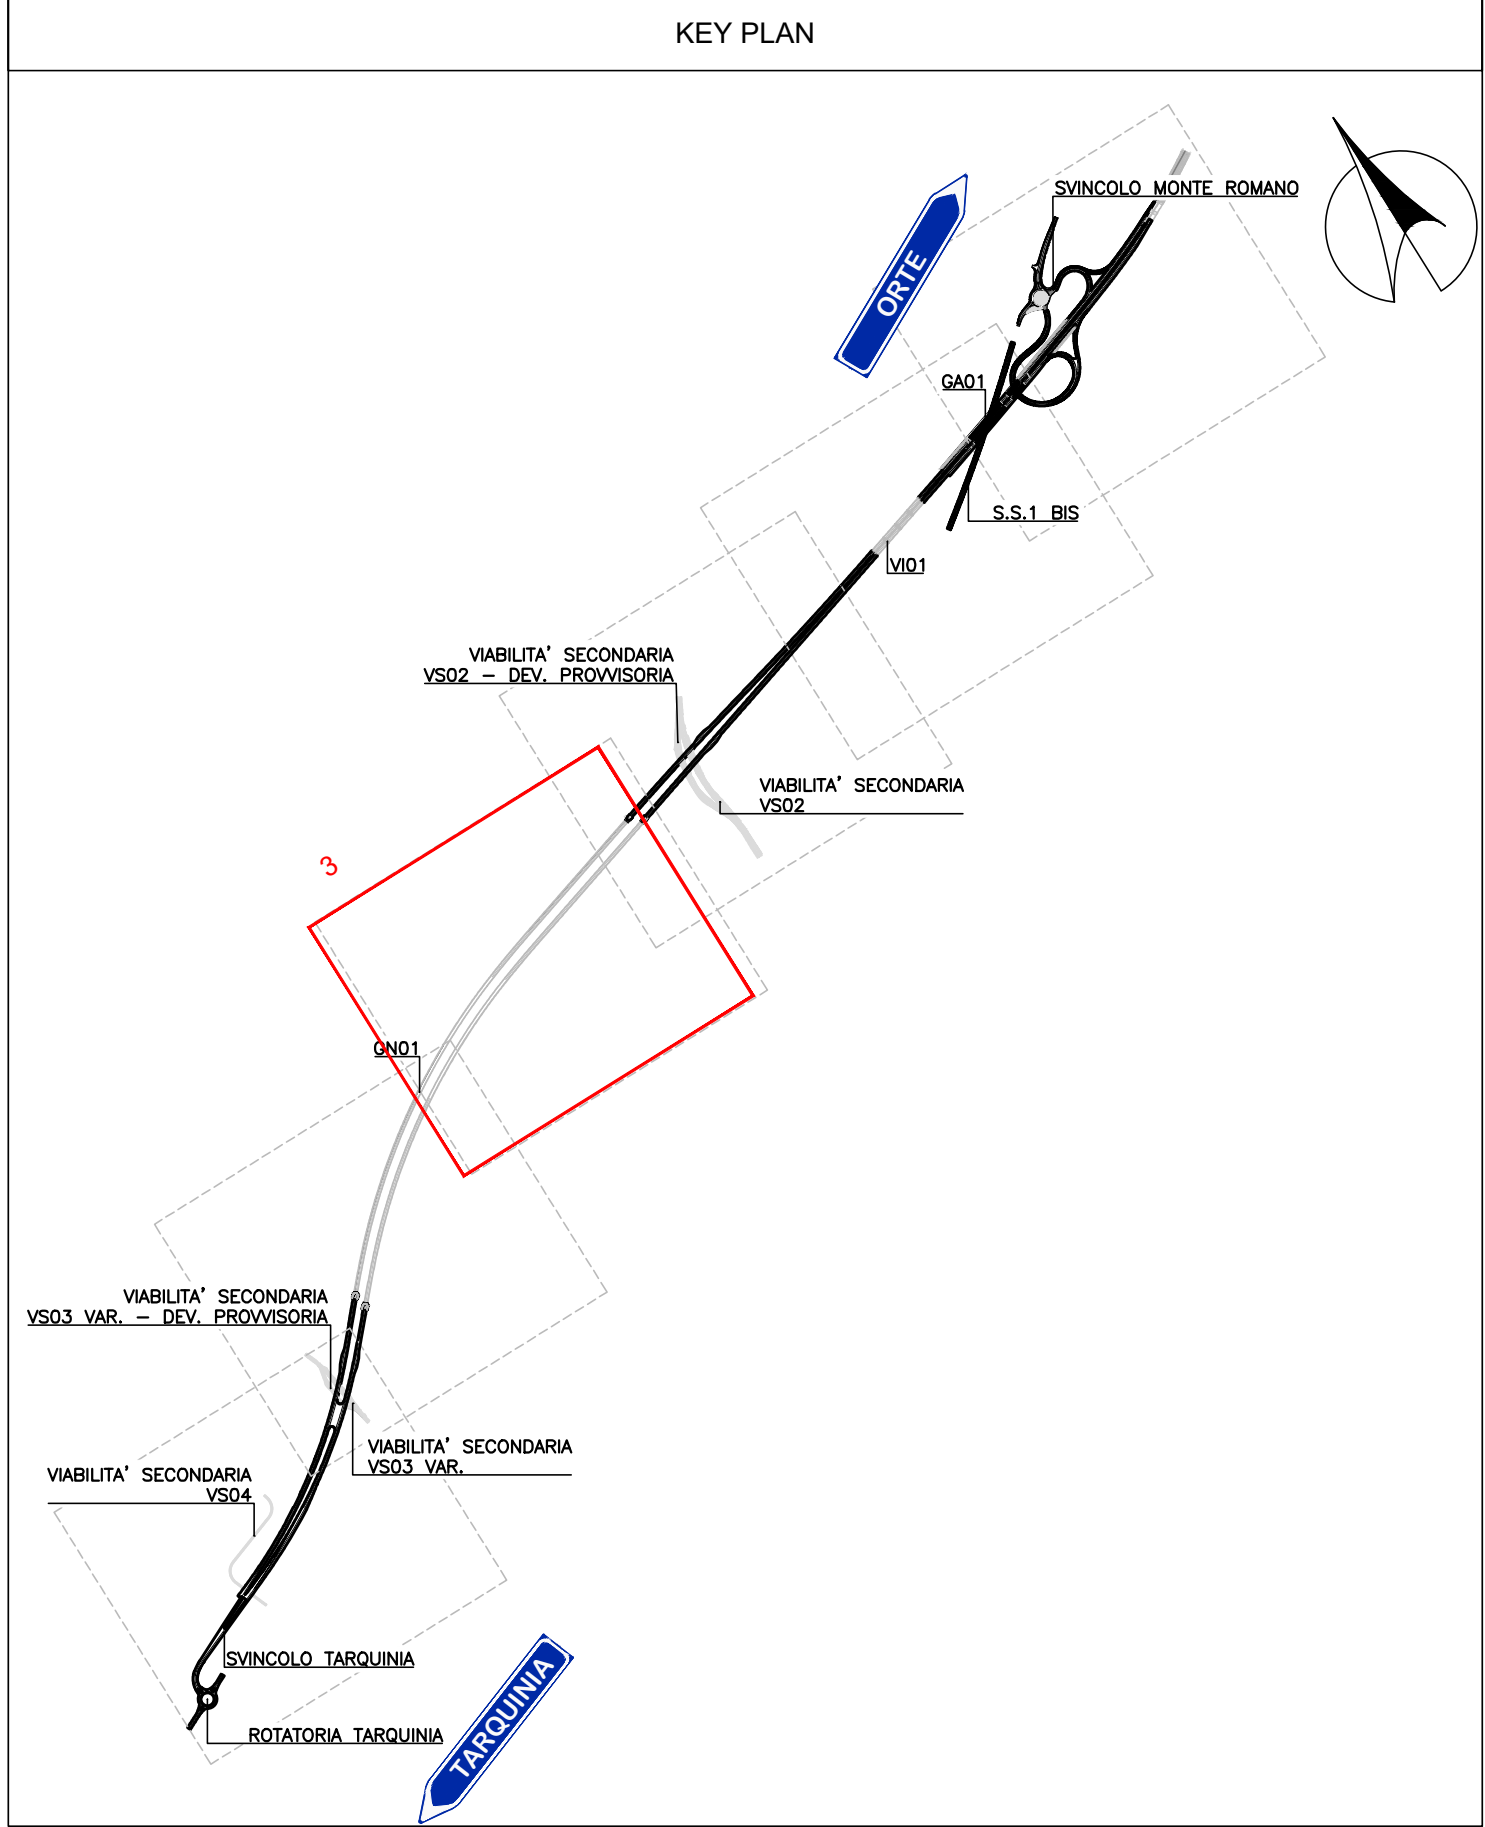 KEY PLAN
SVINCOLO MONTE ROMANO
ORTE
GA01
S.S.1 BIS
VI01
VIABILITA' SECONDARIA
VS02 – DEV. PROVVISORIA
VIABILITA' SECONDARIA
VS02
3
GN01
VIABILITA' SECONDARIA
VS03 VAR. – DEV. PROVVISORIA
VIABILITA' SECONDARIA
VS03 VAR.
VIABILITA' SECONDARIA
VS04
SVINCOLO TARQUINIA
ROTATORIA TARQUINIA
TARQUINIA